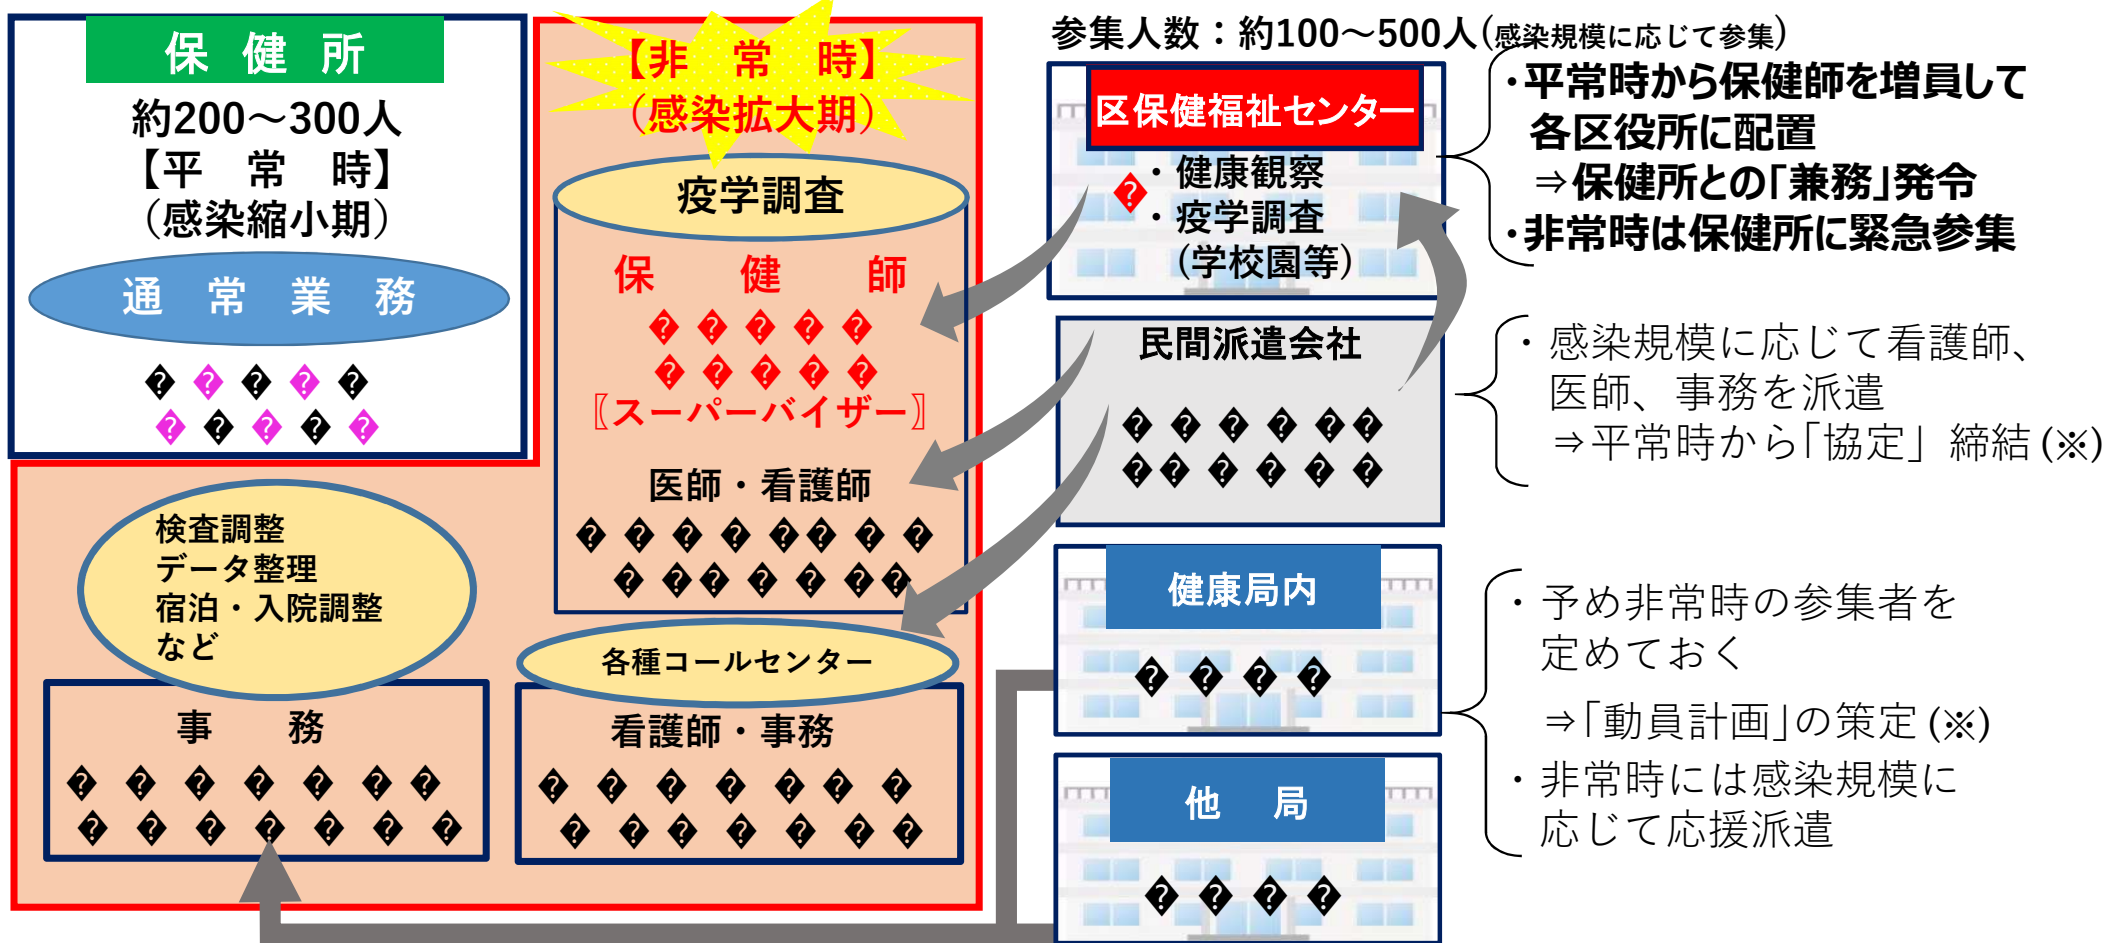 保健所
約200～300人
【平　常　時】
（感染縮小期）
通常業務
� � � � �
� � � � �
【非　常　時】
（感染拡大期）
疫学調査
保　健　師
� � � � �
� � � � �
〖スーパーバイザー〗
医師・看護師
� � � � � � � �
� � � � � � �
検査調整
データ整理
宿泊・入院調整
など
事　務
� � � � � � �
� � � � � � �
各種コールセンター
看護師・事務
� � � � � � �
� � � � � � �
参集人数：約100～500人(感染規模に応じて参集)
区保健福祉センター
・健康観察
�
・疫学調査
(学校園等)
・平常時から保健師を増員して
各区役所に配置
⇒保健所との「兼務」発令
・非常時は保健所に緊急参集
民間派遣会社
� � � � � �
� � � � � �
・感染規模に応じて看護師、
医師、事務を派遣
⇒平常時から「協定」締結(※)
健康局内
� � � �
他　局
� � � �
・予め非常時の参集者を
定めておく
⇒「動員計画」の策定(※)
・非常時には感染規模に
応じて応援派遣